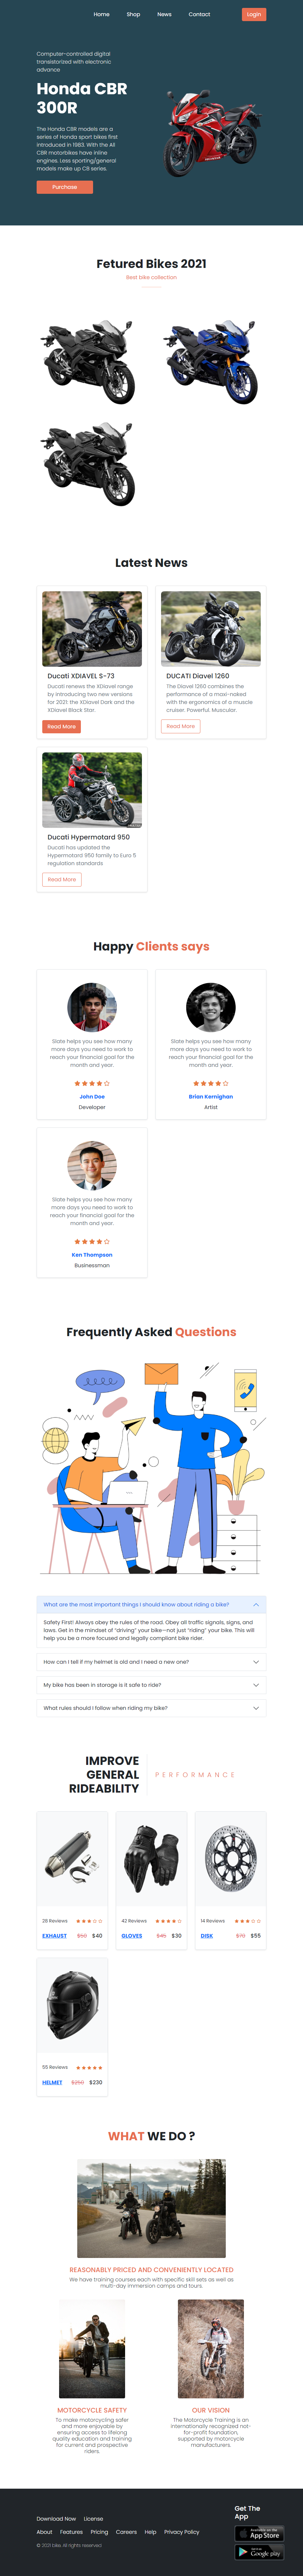 Home Shop News Contact Login
Computer-controlled digital
transistorized with electronic
advance
Honda CBR
300R
The Honda CBR models are a
series of Honda sport bikes first
introduced in 1983. With the All
CBR motorbikes have inline
engines. Less sporting/general
models make up CB series.
Purchase
Fetured Bikes 2021
Best bike collection
Latest News
Ducati XDIAVEL S-73
Ducati renews the XDiavel range
by introducing two new versions
for 2021: the XDiavel Dark and the
XDiavel Black Star.
Read More
DUCATI Diavel 1260
The Diavel 1260 combines the
performance of a maxi-naked
with the ergonomics of a muscle
cruiser. Powerful. Muscular.
Read More
Ducati Hypermotard 950
Ducati has updated the
Hypermotard 950 family to Euro 5
regulation standards
Read More
Happy Clients says
Slate helps you see how many
more days you need to work to
reach your financial goal for the
month and year.
John Doe
Developer
Slate helps you see how many
more days you need to work to
reach your financial goal for the
month and year.
Brian Kernighan
Artist
Slate helps you see how many
more days you need to work to
reach your financial goal for the
month and year.
Ken Thompson
Businessman
Frequently Asked Questions
What are the most important things I should know about riding a bike?
Safety First! Always obey the rules of the road. Obey all traffic signals, signs, and
laws. Get in the mindset of “driving” your bike—not just “riding” your bike. This will
help you be a more focused and legally compliant bike rider.
How can I tell if my helmet is old and I need a new one?
My bike has been in storage is it safe to ride?
What rules should I follow when riding my bike?
IMPROVE
GENERAL
RIDEABILITY
PERFORMANCE
28 Reviews
EXHAUST $50 $40
42 Reviews
GLOVES $45 $30
14 Reviews
DISK $70 $55
55 Reviews
HELMET $250 $230
WHAT WE DO ?
REASONABLY PRICED AND CONVENIENTLY LOCATED
We have training courses each with specific skill sets as well as
multi-day immersion camps and tours.
MOTORCYCLE SAFETY
To make motorcycling safer
and more enjoyable by
ensuring access to lifelong
quality education and training
for current and prospective
riders.
OUR VISION
The Motorcycle Training is an
internationally recognized not-
for-profit foundation,
supported by motorcycle
manufacturers.
Download Now License
About Features Pricing Careers Help Privacy Policy
© 2021 bike. All rights reserved.
Get The
App
App Store
Google play